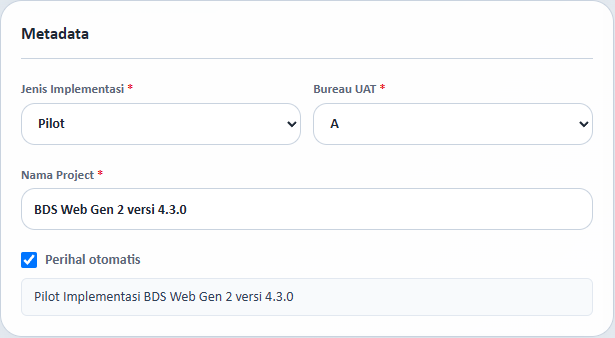 Metadata
Jenis Implementasi *
Bureau UAT *
Pilot
A
Nama Project *
BDS Web Gen 2 versi 4.3.0
Perihal otomatis
Pilot Implementasi BDS Web Gen 2 versi 4.3.0